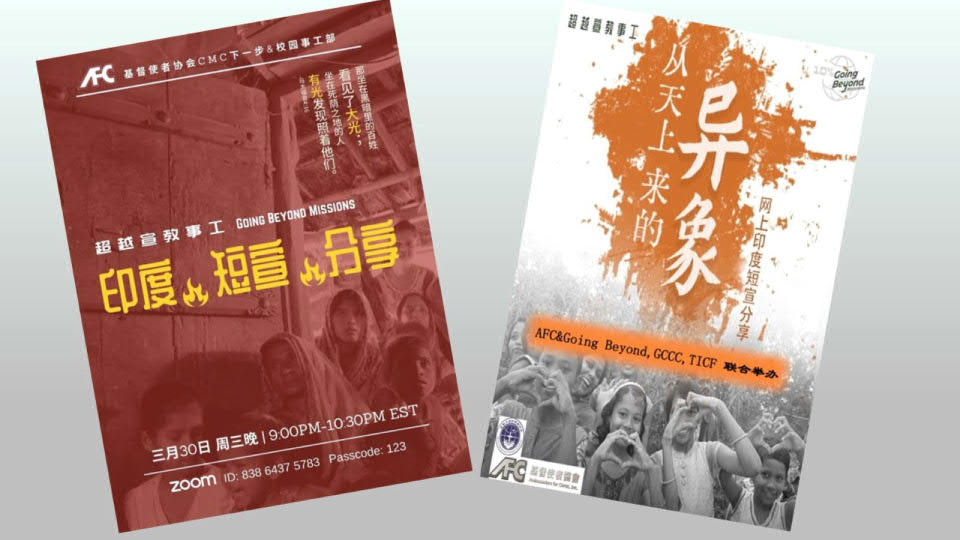 AFC 基督使者协会CMC下一步&校园事工部
那坐在黑暗里的百姓
看见了大光；
坐在死荫之地的人
有光发现照着他们。
超越宣教事工 GOING BEYOND MISSIONS
印度 短宣 分享
三月30日 周三晚 | 9:00PM-10:30PM EST
zoom ID: 838 6437 5783 Passcode: 123
超越宣教事工
Going
Beyond
从天上来的
异象
网上印度短宣分享
AFC&Going Beyond,GCCC,TICF 联合举办
AFC 基督使者協會
Ambassadors for Christ, Inc.